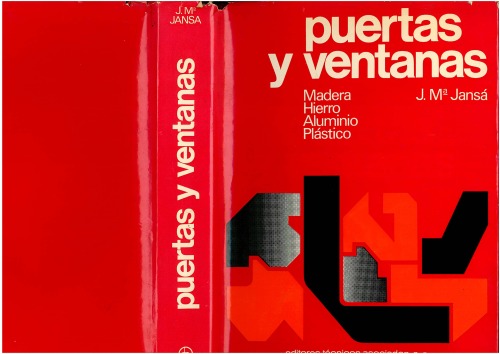 J. Mª
JANSA
puertas y ventanas
puertas
y ventanas
Madera
Hierro
Aluminio
Plástico
J. Mª Jansá
editores técnicos asociados